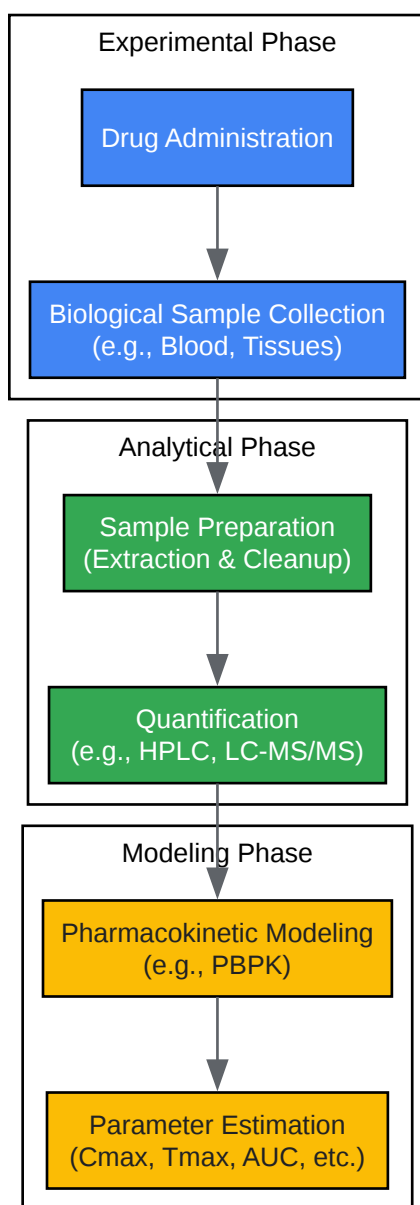 Experimental Phase
Drug Administration
Biological Sample Collection
(e.g., Blood, Tissues)
Analytical Phase
Sample Preparation
(Extraction & Cleanup)
Quantification
(e.g., HPLC, LC-MS/MS)
Modeling Phase
Pharmacokinetic Modeling
(e.g., PBPK)
Parameter Estimation
(Cmax, Tmax, AUC, etc.)